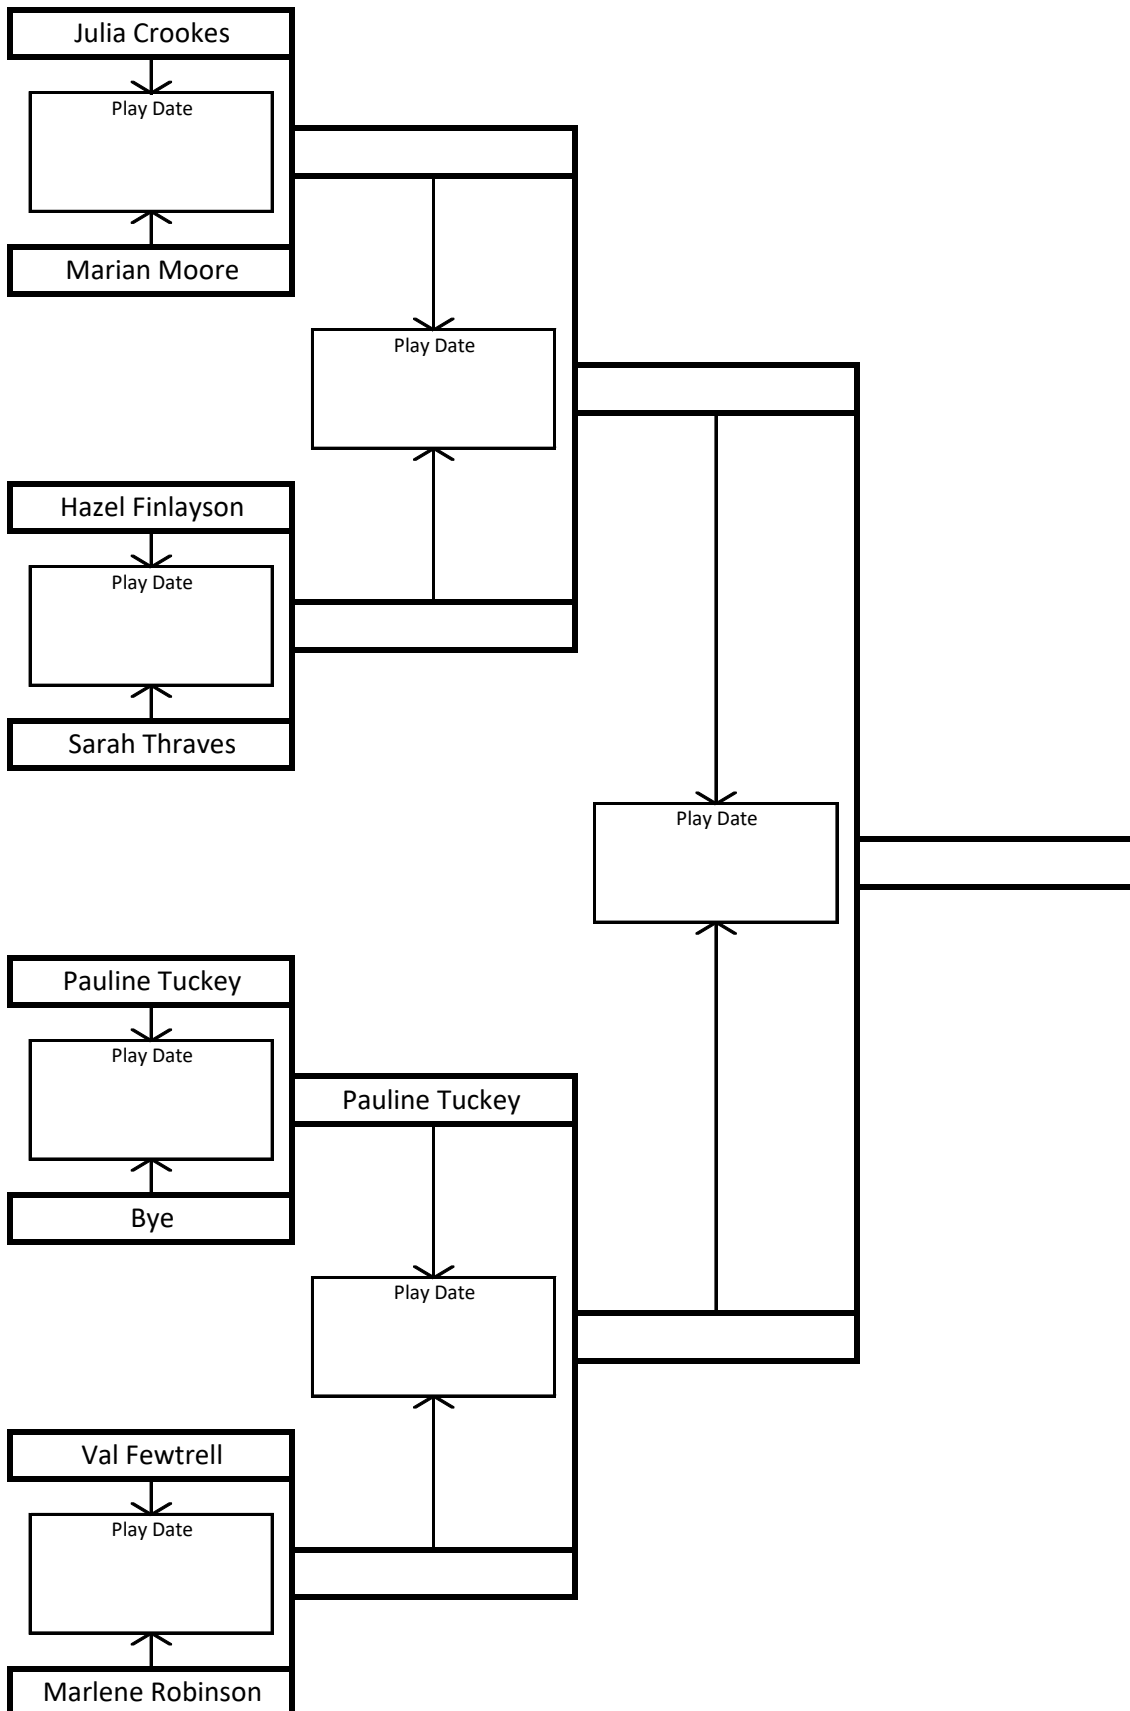 Julia Crookes
Play Date
Marian Moore
Play Date
Hazel Finlayson
Play Date
Sarah Thraves
Play Date
Pauline Tuckey
Play Date
Pauline Tuckey
Bye
Play Date
Val Fewtrell
Play Date
Marlene Robinson